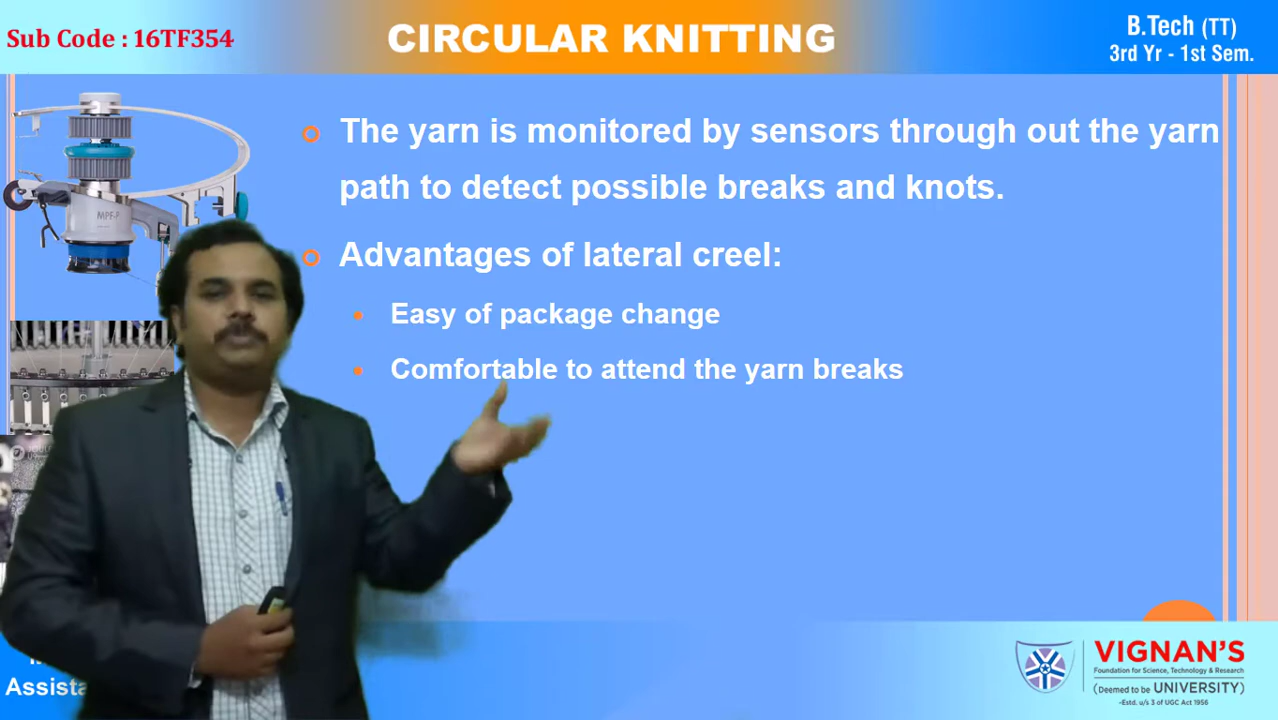 Sub Code : 16TF354
CIRCULAR KNITTING
B.Tech (TT)
3rd Yr - 1st Sem.
The yarn is monitored by sensors through out the yarn
path to detect possible breaks and knots.
Advantages of lateral creel:
Easy of package change
Comfortable to attend the yarn breaks
MPF-P
Assista
VIGNAN'S
Foundation for Science, Technology & Research
(Deemed to be UNIVERSITY)
-Estd. u/s 3 of UGC Act 1956